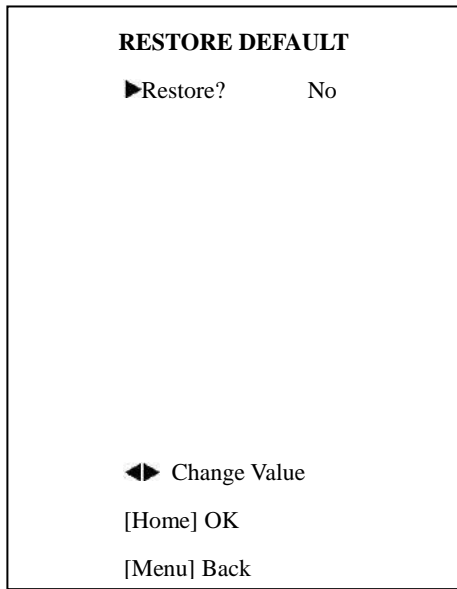 RESTORE DEFAULT
▶Restore? No
◀▶ Change Value
[Home] OK
[Menu] Back